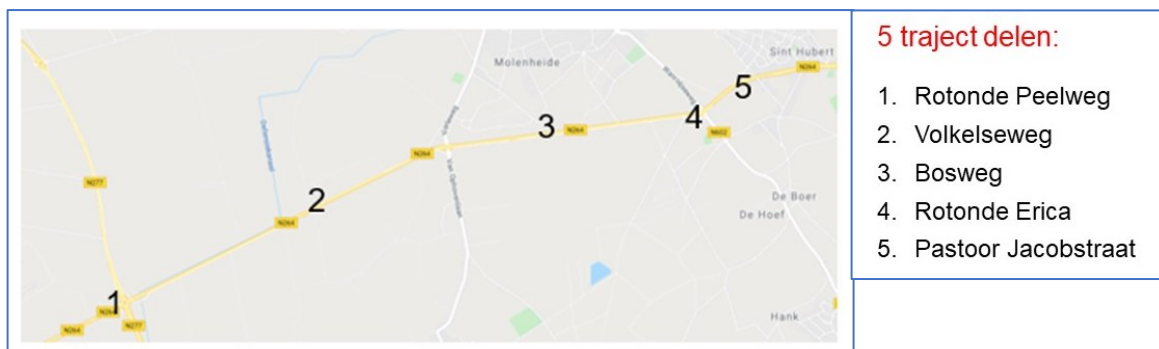 Molenheide
Sint Hubert
N264
5
4
3
N264
N602
N264
N277
2
De Boer
De Hoef
N264
1
N264
N277
Hank
5 traject delen:
1. Rotonde Peelweg
2. Volkelseweg
3. Bosweg
4. Rotonde Erica
5. Pastoor Jacobstraat